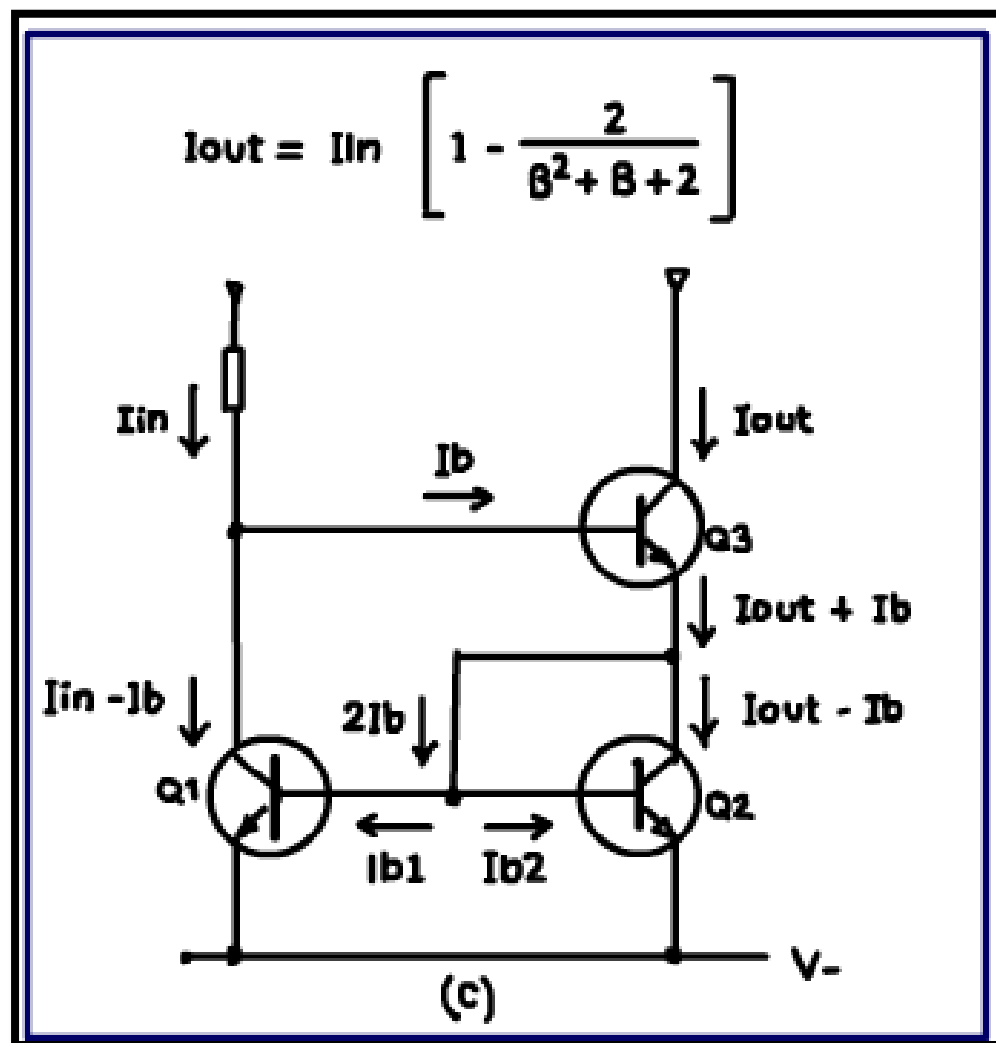 Iout = Iin [ 1 - 2 / β² + β + 2 ]
Iin
Ib
Iout
Q3
Iout + Ib
Iin - Ib
2Ib
Iout - Ib
Q1
Q2
Ib1
Ib2
V-
(C)